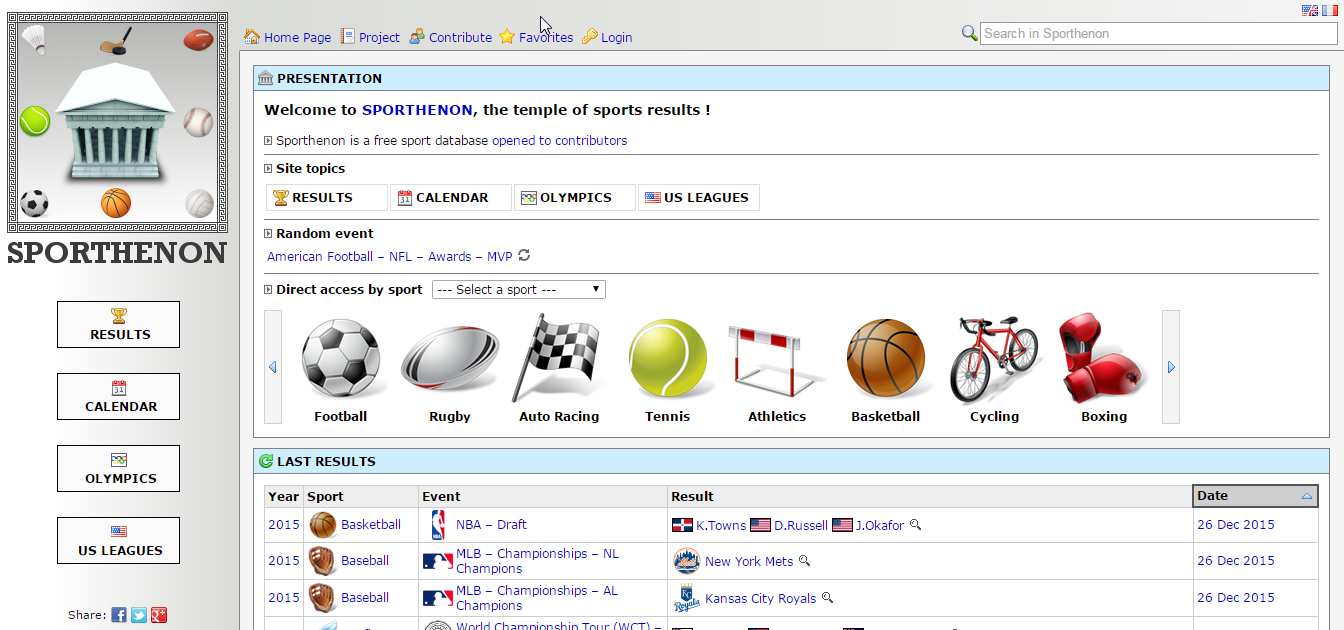 Home Page Project Contribute Favorites Login Search in Sporthenon
SPORTHENON
RESULTS
CALENDAR
OLYMPICS
US LEAGUES
Share:
PRESENTATION
Welcome to SPORTHENON, the temple of sports results !
Sporthenon is a free sport database opened to contributors
Site topics
RESULTS CALENDAR OLYMPICS US LEAGUES
Random event
American Football – NFL – Awards – MVP
Direct access by sport --- Select a sport ---
Football Rugby Auto Racing Tennis Athletics Basketball Cycling Boxing
LAST RESULTS
Year Sport Event Result Date
2015 Basketball NBA – Draft K.Towns D.Russell J.Okafor 26 Dec 2015
2015 Baseball MLB – Championships – NL Champions New York Mets 26 Dec 2015
2015 Baseball MLB – Championships – AL Champions Kansas City Royals 26 Dec 2015
World Championship Tour (WCT) –